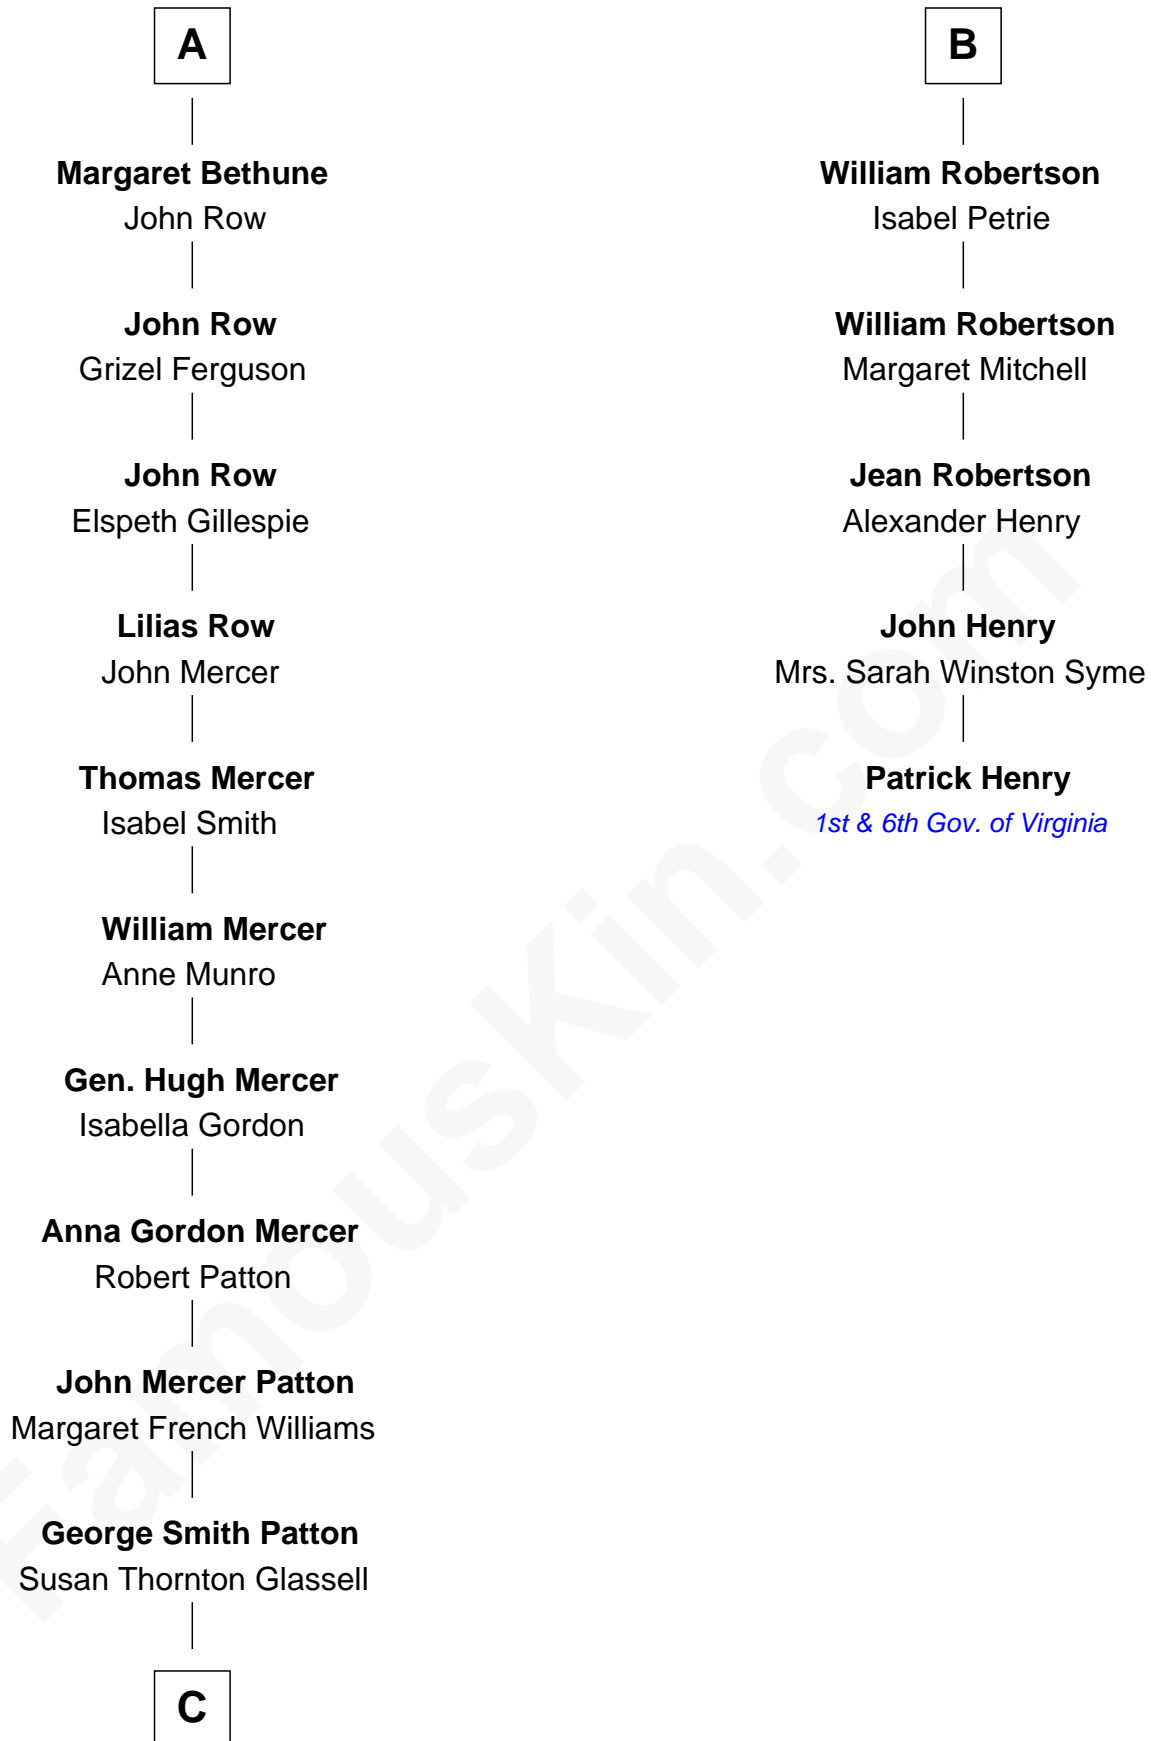 A
Margaret Bethune
John Row
John Row
Grizel Ferguson
John Row
Elspeth Gillespie
Lilias Row
John Mercer
Thomas Mercer
Isabel Smith
William Mercer
Anne Munro
Gen. Hugh Mercer
Isabella Gordon
Anna Gordon Mercer
Robert Patton
John Mercer Patton
Margaret French Williams
George Smith Patton
Susan Thornton Glassell
C
B
William Robertson
Isabel Petrie
William Robertson
Margaret Mitchell
Jean Robertson
Alexander Henry
John Henry
Mrs. Sarah Winston Syme
Patrick Henry
1st & 6th Gov. of Virginia
FamousKin.com